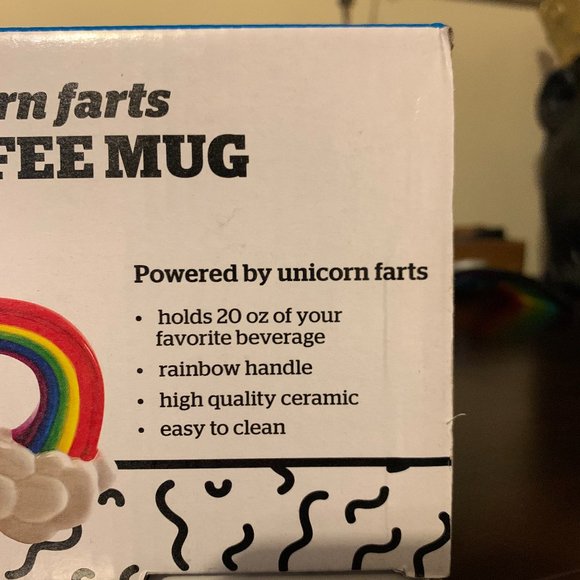 rn farts
FEE MUG
Powered by unicorn farts
• holds 20 oz of your
favorite beverage
• rainbow handle
• high quality ceramic
• easy to clean